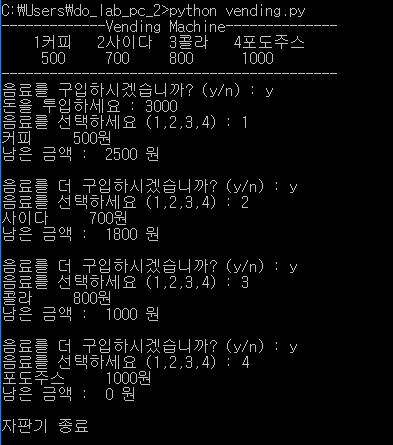 C:\Users\do_lab_pc_2>python vending.py
-------------Vending Machine--------------
1커피 2사이다 3콜라 4포도주스
500 700 800 1000
------------------------------------------
음료를 구입하시겠습니까? (y/n) : y
돈을 투입하세요 : 3000
음료를 선택하세요 (1,2,3,4) : 1
커피 500원
남은 금액 : 2500 원
음료를 더 구입하시겠습니까? (y/n) : y
음료를 선택하세요 (1,2,3,4) : 2
사이다 700원
남은 금액 : 1800 원
음료를 더 구입하시겠습니까? (y/n) : y
음료를 선택하세요 (1,2,3,4) : 3
콜라 800원
남은 금액 : 1000 원
음료를 더 구입하시겠습니까? (y/n) : y
음료를 선택하세요 (1,2,3,4) : 4
포도주스 1000원
남은 금액 : 0 원
자판기 종료